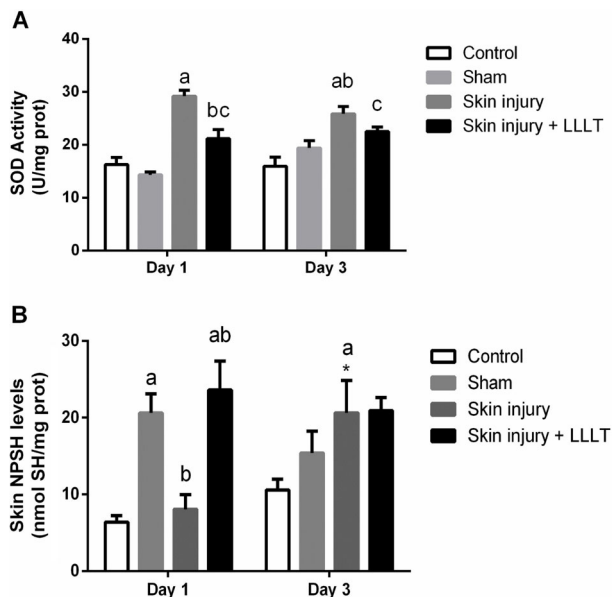 A
SOD Activity
(U/mg prot)
40
30
20
10
0
a
bc
ab
c
Day 1
Day 3
Control
Sham
Skin injury
Skin injury + LLLT
B
Skin NPSH levels
(nmol SH/mg prot)
30
20
10
0
a
b
ab
a
*
Day 1
Day 3
Control
Sham
Skin injury
Skin injury + LLLT